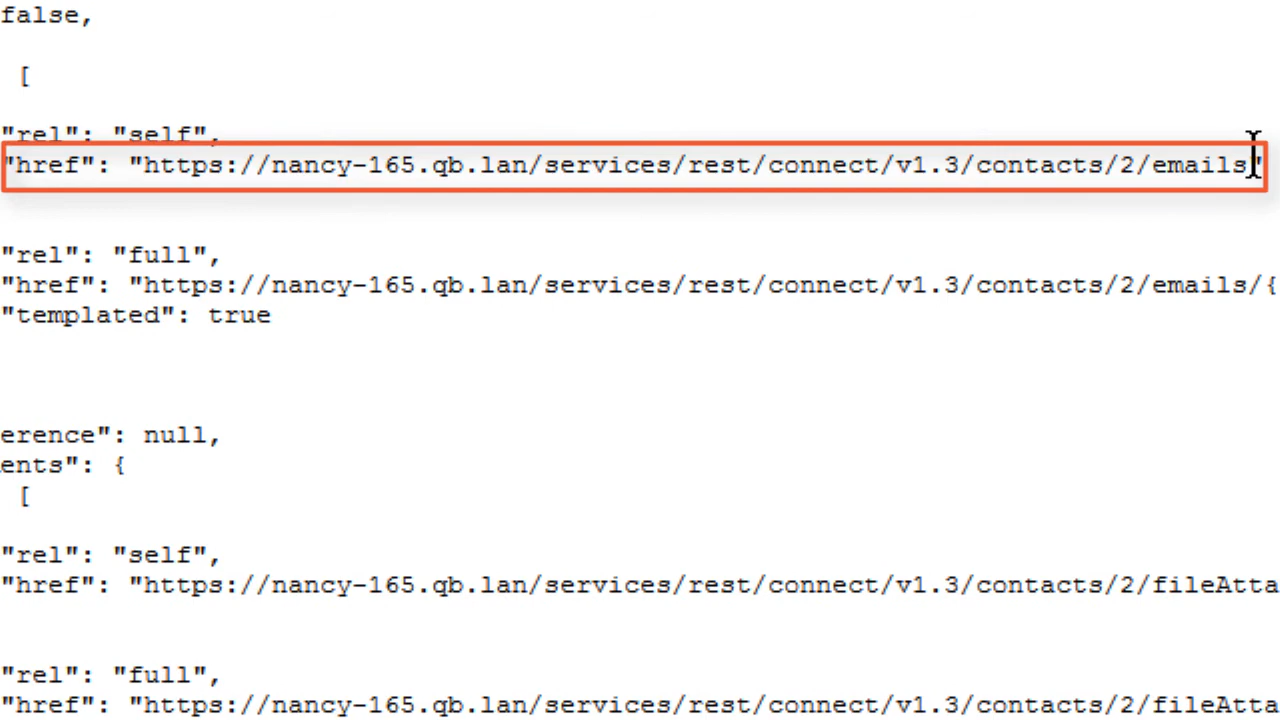 false,
[
"rel": "self",
"href": "https://nancy-165.qb.lan/services/rest/connect/v1.3/contacts/2/emails"
"rel": "full",
"href": "https://nancy-165.qb.lan/services/rest/connect/v1.3/contacts/2/emails/{
"templated": true
erence": null,
ents": {
[
"rel": "self",
"href": "https://nancy-165.qb.lan/services/rest/connect/v1.3/contacts/2/fileAtta
"rel": "full",
"href": "https://nancy-165.qb.lan/services/rest/connect/v1.3/contacts/2/fileAtta